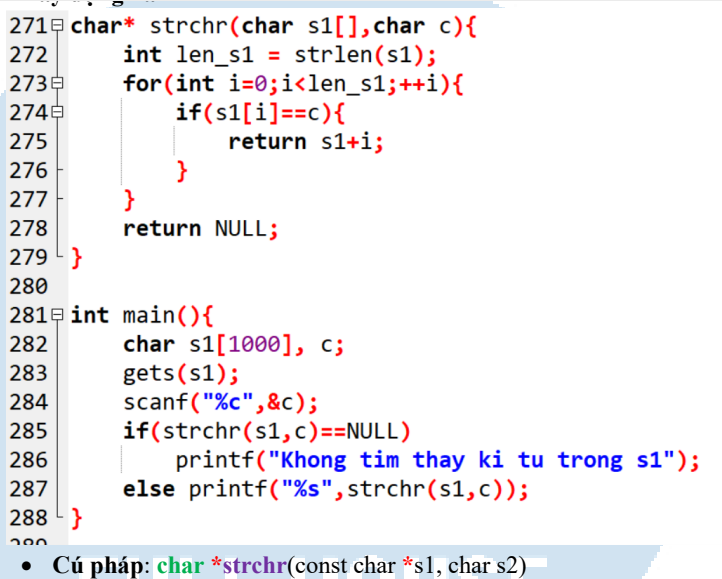 271 char* strchr(char s1[],char c){
272     int len_s1 = strlen(s1);
273     for(int i=0;i<len_s1;++i){
274         if(s1[i]==c){
275             return s1+i;
276         }
277     }
278     return NULL;
279 }
280
281 int main(){
282     char s1[1000], c;
283     gets(s1);
284     scanf("%c",&c);
285     if(strchr(s1,c)==NULL)
286         printf("Khong tim thay ki tu trong s1");
287     else printf("%s",strchr(s1,c));
288 }
• Cú pháp: char *strchr(const char *s1, char s2)